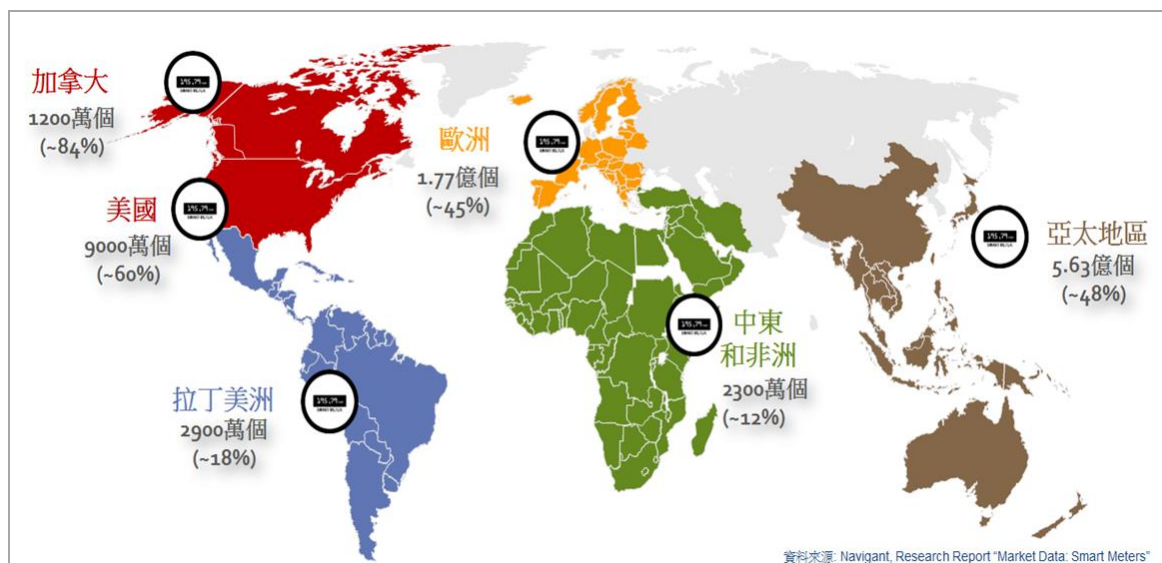 加拿大
1200萬個
(~84%)
美國
9000萬個
(~60%)
拉丁美洲
2900萬個
(~18%)
歐洲
1.77億個
(~45%)
中東
和非洲
2300萬個
(~12%)
亞太地區
5.63億個
(~48%)
資料來源: Navigant, Research Report “Market Data: Smart Meters”